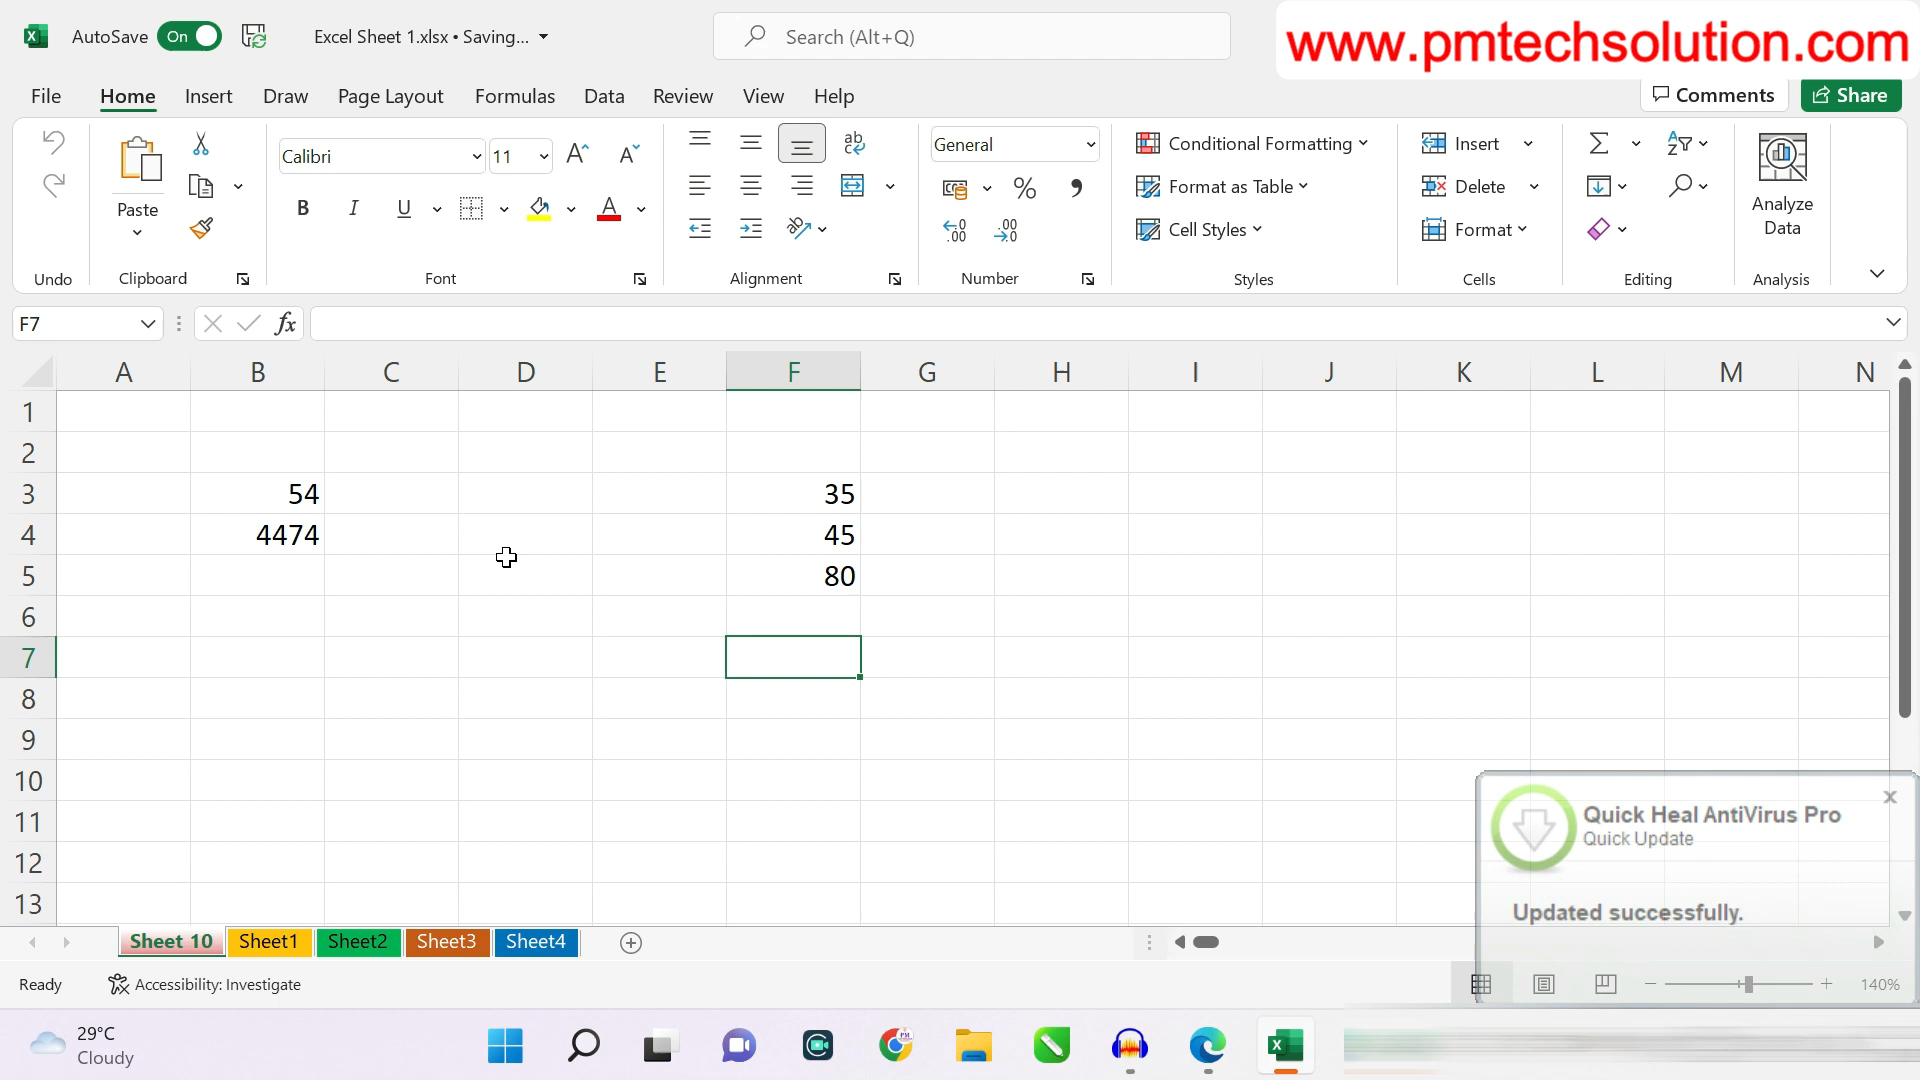 www.pmtechsolution.com
AutoSave On Excel Sheet 1.xlsx • Saving... Search (Alt+Q)
File Home Insert Draw Page Layout Formulas Data Review View Help Comments Share
Calibri 11 General Conditional Formatting Insert
Format as Table Delete
Paste B I U Cell Styles Format Analyze Data
Undo Clipboard Font Alignment Number Styles Cells Editing Analysis
F7 fx
A B C D E F G H I J K L M N
1
2
3 54 35
4 4474 45
5 80
6
7
8
9
10
11
12
13
Quick Heal AntiVirus Pro
Quick Update
Updated successfully.
Sheet 10 Sheet1 Sheet2 Sheet3 Sheet4
Ready Accessibility: Investigate 140%
29°C
Cloudy